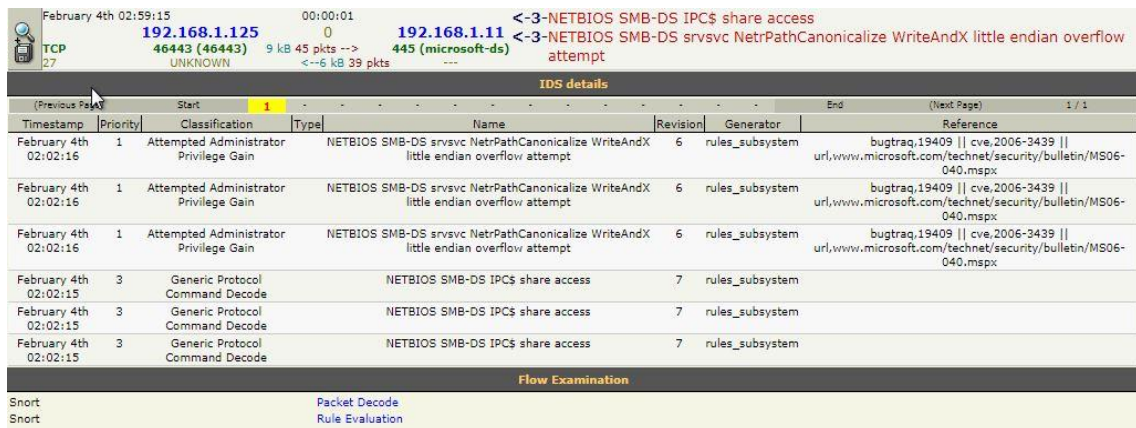 February 4th 02:59:15 00:00:01 <-3-NETBIOS SMB-DS IPC$ share access
192.168.1.125 0 192.168.1.11 <-3-NETBIOS SMB-DS srvsvc NetrPathCanonicalize WriteAndX little endian overflow
TCP 46443 (46443) 9 kB 45 pkts --> 445 (microsoft-ds) attempt
27 UNKNOWN <--6 kB 39 pkts ---
IDS details
(Previous Page) Start 1 - - - - - - - - - - - - - End (Next Page) 1 / 1
Timestamp Priority Classification Type Name Revision Generator Reference
February 4th 1 Attempted Administrator NETBIOS SMB-DS srvsvc NetrPathCanonicalize WriteAndX 6 rules_subsystem bugtraq,19409 || cve,2006-3439 ||
02:02:16 Privilege Gain little endian overflow attempt url,www.microsoft.com/technet/security/bulletin/MS06-
040.mspx
February 4th 1 Attempted Administrator NETBIOS SMB-DS srvsvc NetrPathCanonicalize WriteAndX 6 rules_subsystem bugtraq,19409 || cve,2006-3439 ||
02:02:16 Privilege Gain little endian overflow attempt url,www.microsoft.com/technet/security/bulletin/MS06-
040.mspx
February 4th 1 Attempted Administrator NETBIOS SMB-DS srvsvc NetrPathCanonicalize WriteAndX 6 rules_subsystem bugtraq,19409 || cve,2006-3439 ||
02:02:16 Privilege Gain little endian overflow attempt url,www.microsoft.com/technet/security/bulletin/MS06-
040.mspx
February 4th 3 Generic Protocol NETBIOS SMB-DS IPC$ share access 7 rules_subsystem
02:02:15 Command Decode
February 4th 3 Generic Protocol NETBIOS SMB-DS IPC$ share access 7 rules_subsystem
02:02:15 Command Decode
February 4th 3 Generic Protocol NETBIOS SMB-DS IPC$ share access 7 rules_subsystem
02:02:15 Command Decode
Flow Examination
Snort Packet Decode
Snort Rule Evaluation